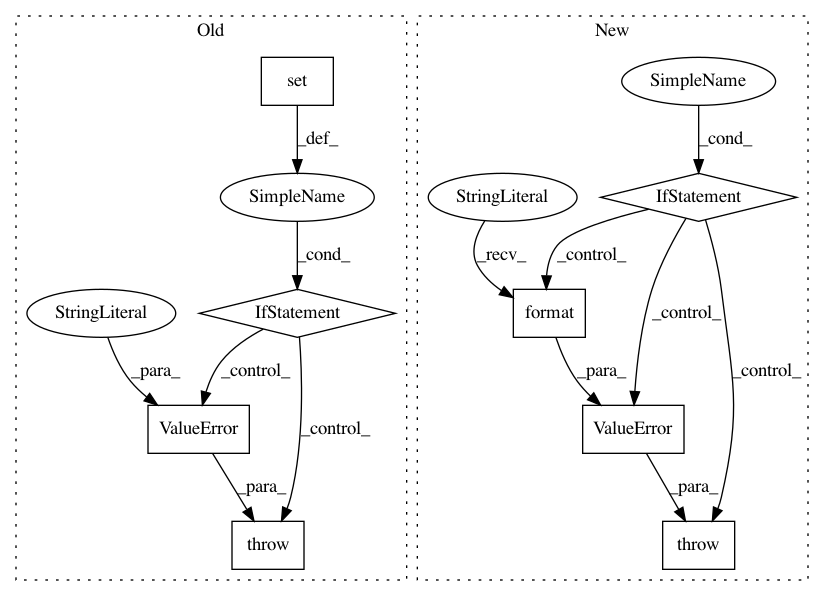 Old
New
set
SimpleName
_def_
_cond_
SimpleName
StringLiteral
IfStatement
_cond_
_recv_
_control_
StringLiteral
IfStatement
format
_control_
_para_
_control_
_para_
_control_
_control_
ValueError
ValueError
_para_
_para_
throw
throw